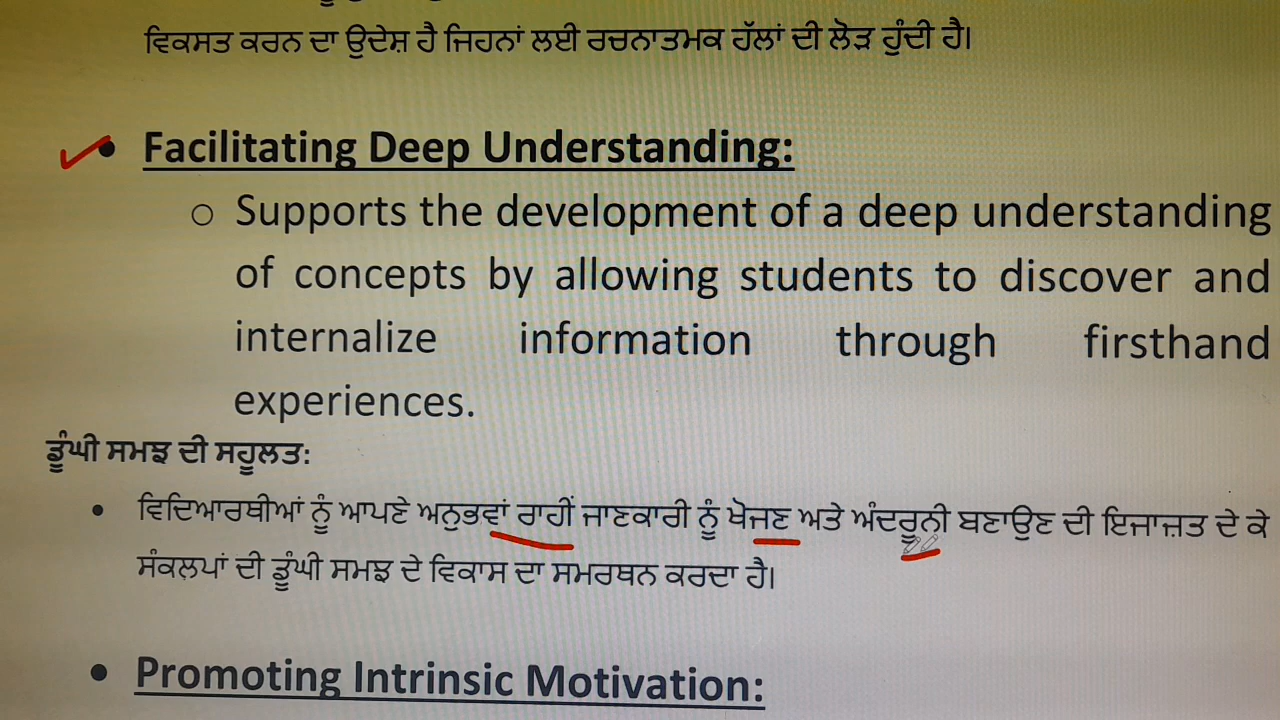 ਵਿਕਸਤ ਕਰਨ ਦਾ ਉਦੇਸ਼ ਹੈ ਜਿਹਨਾਂ ਲਈ ਰਚਨਾਤਮਕ ਹੱਲਾਂ ਦੀ ਲੋੜ ਹੁੰਦੀ ਹੈ।
• Facilitating Deep Understanding:
○ Supports the development of a deep understanding
of concepts by allowing students to discover and
internalize information through firsthand
experiences.
ਡੂੰਘੀ ਸਮਝ ਦੀ ਸਹੂਲਤ:
• ਵਿਦਿਆਰਥੀਆਂ ਨੂੰ ਆਪਣੇ ਅਨੁਭਵਾਂ ਰਾਹੀਂ ਜਾਣਕਾਰੀ ਨੂੰ ਖੋਜਣ ਅਤੇ ਅੰਦਰੂਨੀ ਬਣਾਉਣ ਦੀ ਇਜਾਜ਼ਤ ਦੇ ਕੇ
ਸੰਕਲਪਾਂ ਦੀ ਡੂੰਘੀ ਸਮਝ ਦੇ ਵਿਕਾਸ ਦਾ ਸਮਰਥਨ ਕਰਦਾ ਹੈ।
• Promoting Intrinsic Motivation: